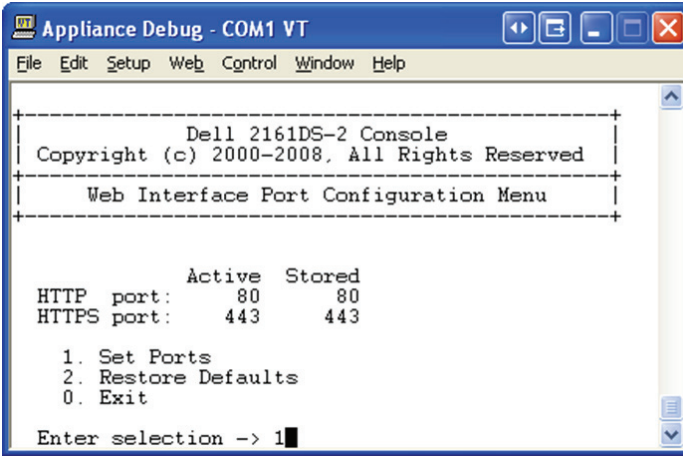 Appliance Debug - COM1 VT
File Edit Setup Web Control Window Help
Dell 2161DS-2 Console
Copyright (c) 2000-2008, All Rights Reserved
Web Interface Port Configuration Menu
Active Stored
HTTP port: 80 80
HTTPS port: 443 443
1. Set Ports
2. Restore Defaults
0. Exit
Enter selection -> 1